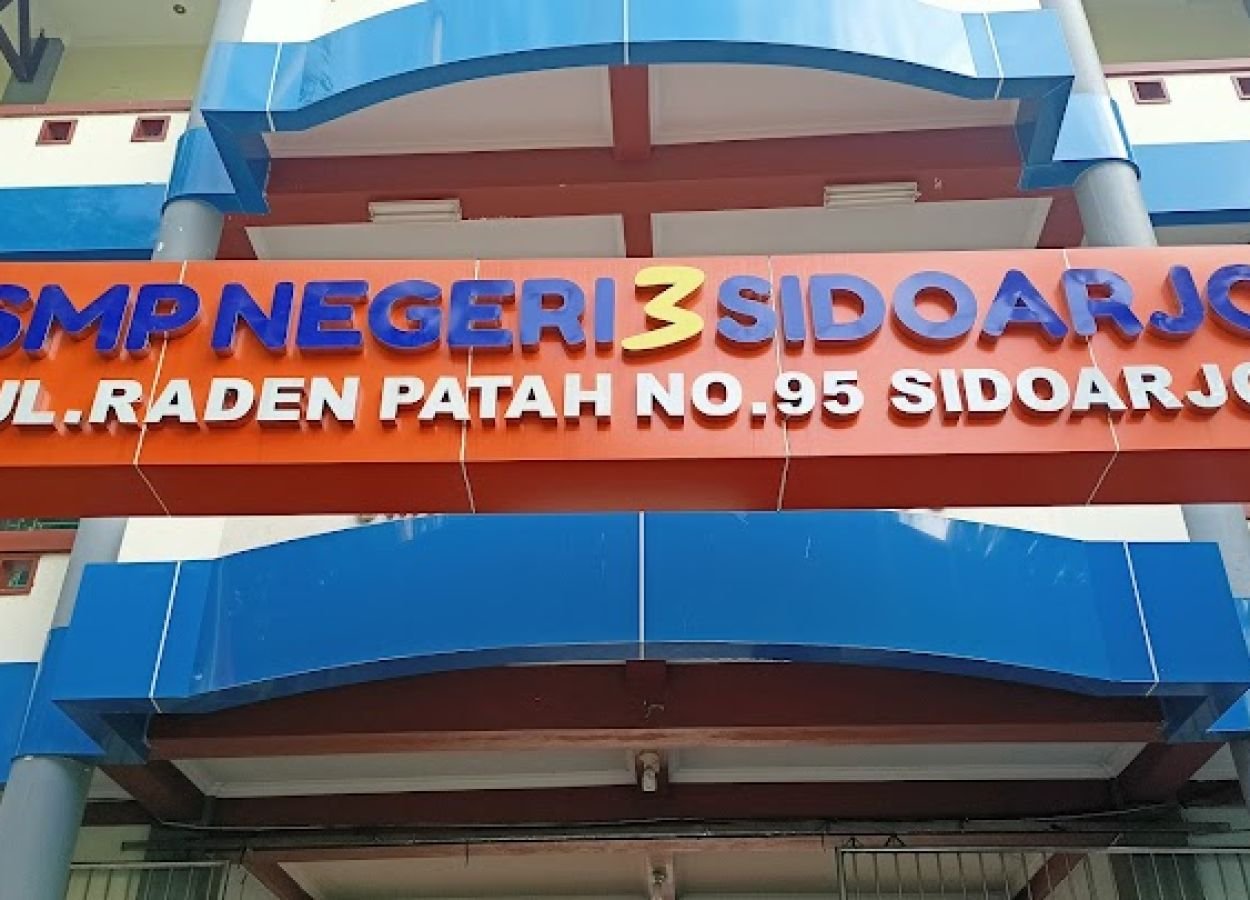 SMP NEGERI 3 SIDOARJO
JL.RADEN PATAH NO.95 SIDOARJO